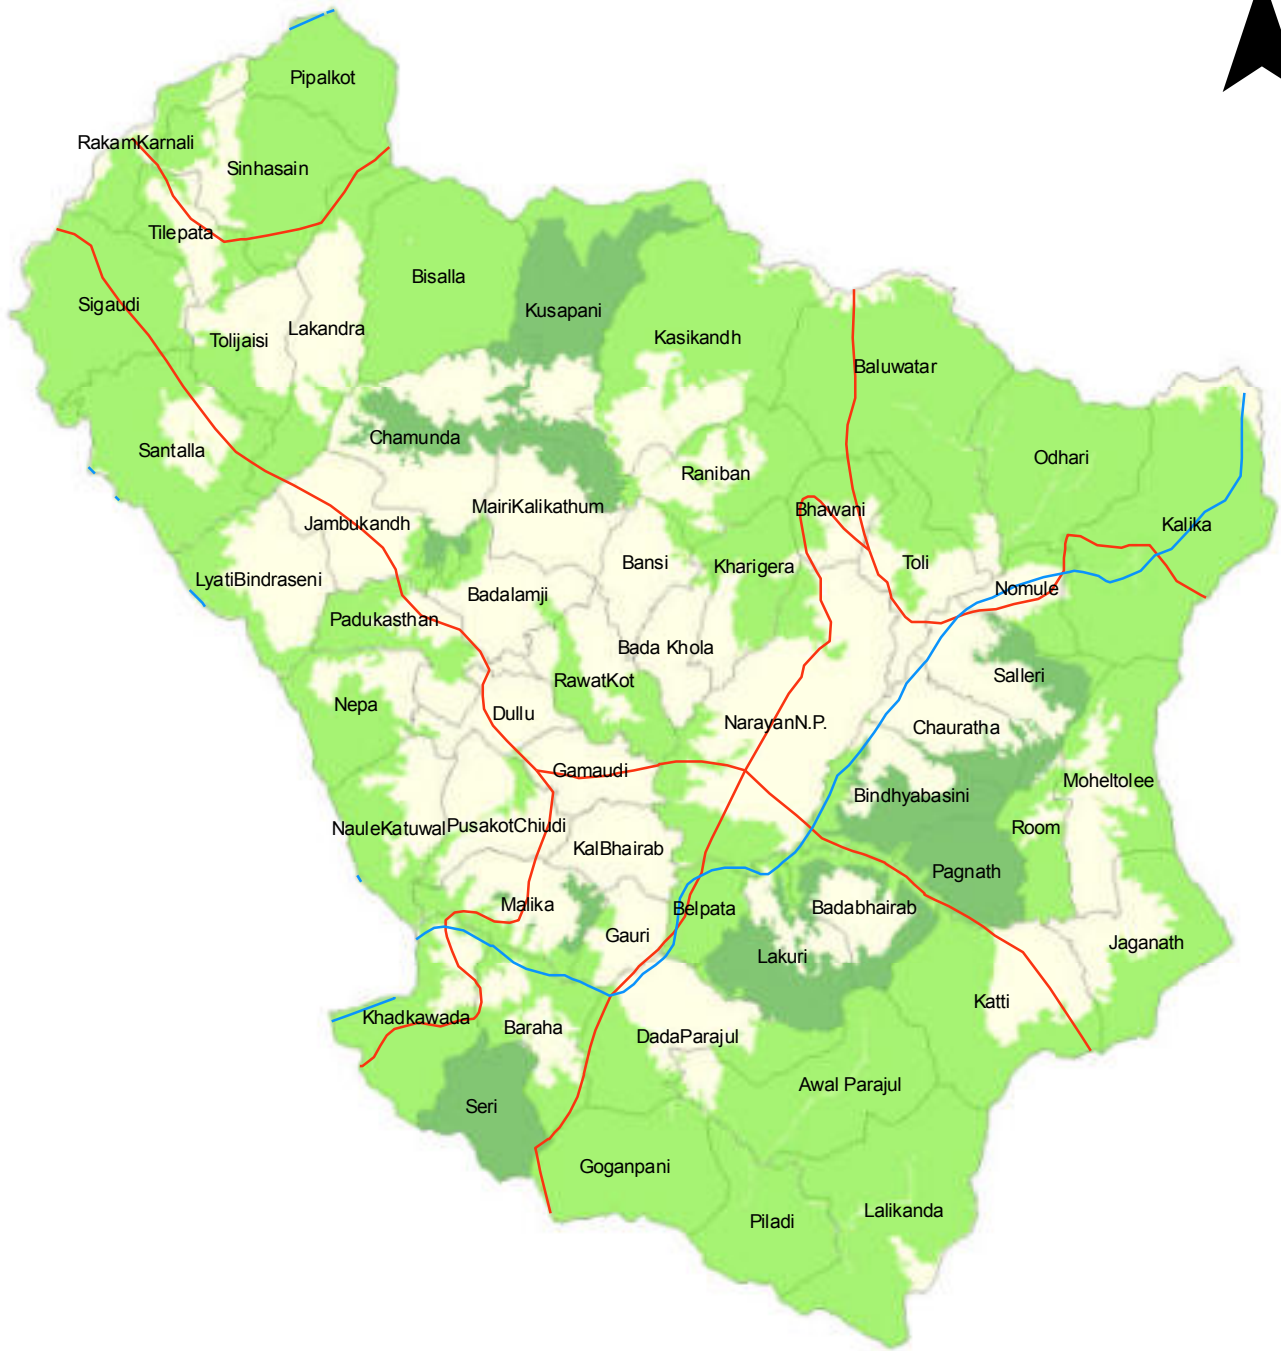 Pipalkot
RakamKarnali
Sinhasain
Tilepata
Bisalla
Sigaudi
Kusapani
Lakandra
Tolijaisi
Kasikandh
Baluwatar
Chamunda
Santalla
Odhari
Raniban
MairiKalikathum
Bhawani
Jambukandh
Kalika
Bansi
Kharigera
Toli
LyatiBindraseni
Nomule
Badalamji
Padukasthan
Bada Khola
Salleri
RawatKot
Nepa
Dullu
NarayanN.P.
Chauratha
Gamaudi
Moheltolee
Bindhyabasini
NauleKatuwal
PusakotChiudi
Room
KalBhairab
Pagnath
Malika
Belpata
Badabhairab
Gauri
Jaganath
Lakuri
Katti
Khadkawada
Baraha
DadaParajul
Awal Parajul
Seri
Goganpani
Lalikanda
Piladi